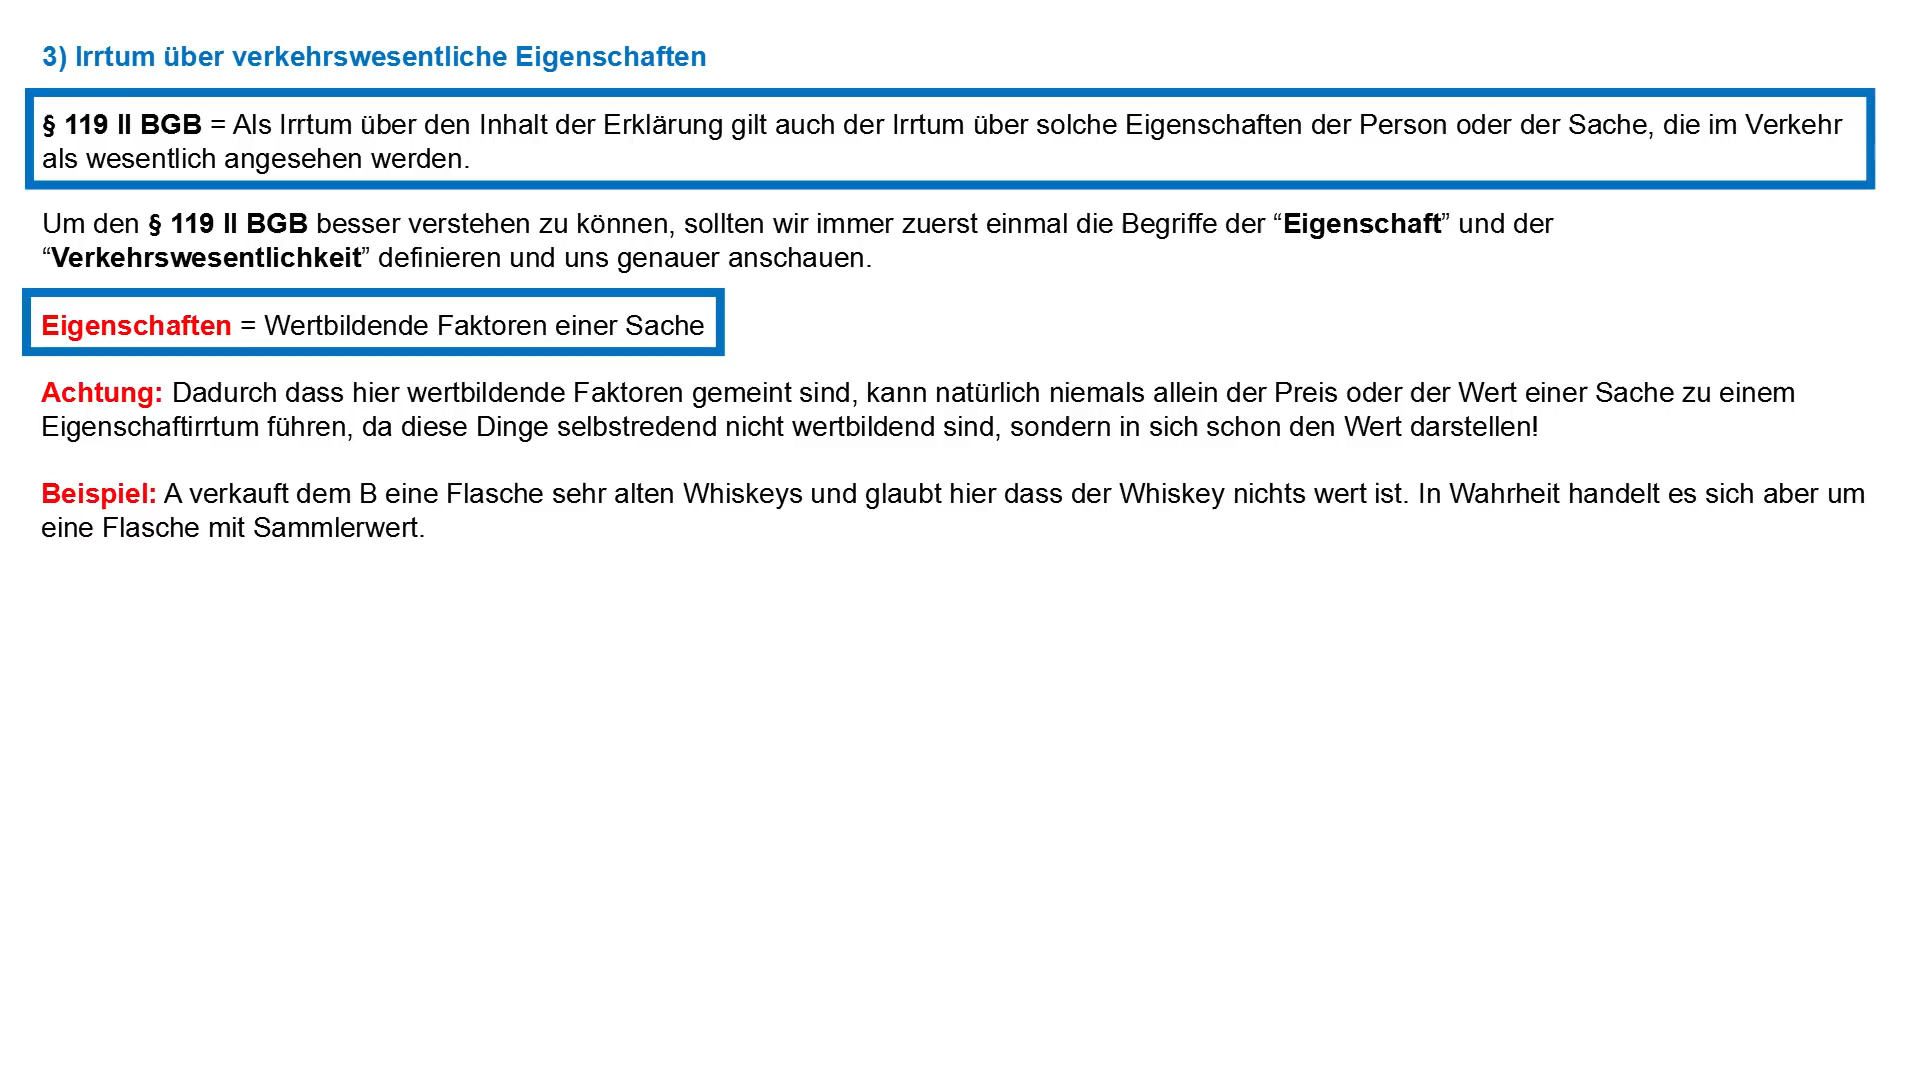 3) Irrtum über verkehrswesentliche Eigenschaften
§ 119 II BGB = Als Irrtum über den Inhalt der Erklärung gilt auch der Irrtum über solche Eigenschaften der Person oder der Sache, die im Verkehr
als wesentlich angesehen werden.
Um den § 119 II BGB besser verstehen zu können, sollten wir immer zuerst einmal die Begriffe der “Eigenschaft” und der
“Verkehrswesentlichkeit” definieren und uns genauer anschauen.
Eigenschaften = Wertbildende Faktoren einer Sache
Achtung: Dadurch dass hier wertbildende Faktoren gemeint sind, kann natürlich niemals allein der Preis oder der Wert einer Sache zu einem
Eigenschaftirrtum führen, da diese Dinge selbstredend nicht wertbildend sind, sondern in sich schon den Wert darstellen!
Beispiel: A verkauft dem B eine Flasche sehr alten Whiskeys und glaubt hier dass der Whiskey nichts wert ist. In Wahrheit handelt es sich aber um
eine Flasche mit Sammlerwert.